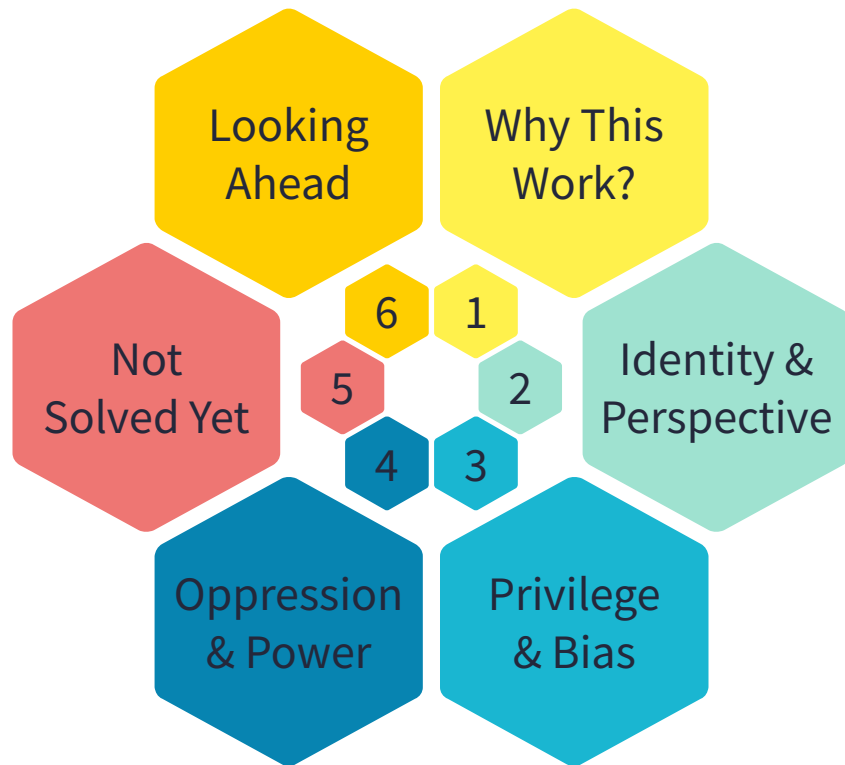 Looking
Ahead
Why This
Work?
6
1
Not
Solved Yet
5
2
Identity &
Perspective
4
3
Oppression
& Power
Privilege
& Bias